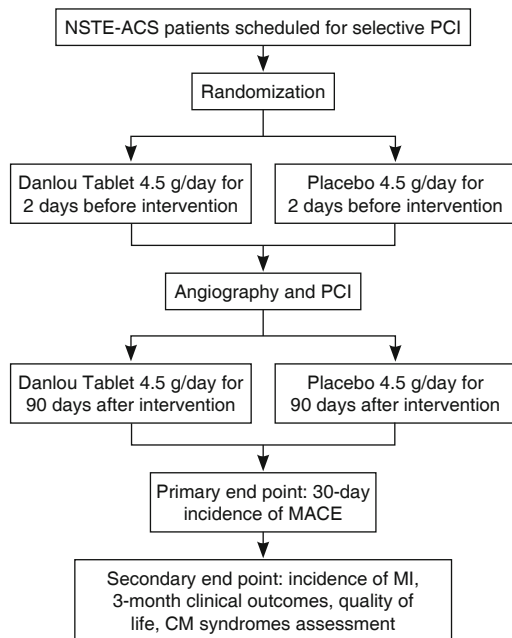 NSTE-ACS patients scheduled for selective PCI
Randomization
Danlou Tablet 4.5 g/day for
2 days before intervention
Placebo 4.5 g/day for
2 days before intervention
Angiography and PCI
Danlou Tablet 4.5 g/day for
90 days after intervention
Placebo 4.5 g/day for
90 days after intervention
Primary end point: 30-day
incidence of MACE
Secondary end point: incidence of MI,
3-month clinical outcomes, quality of
life, CM syndromes assessment